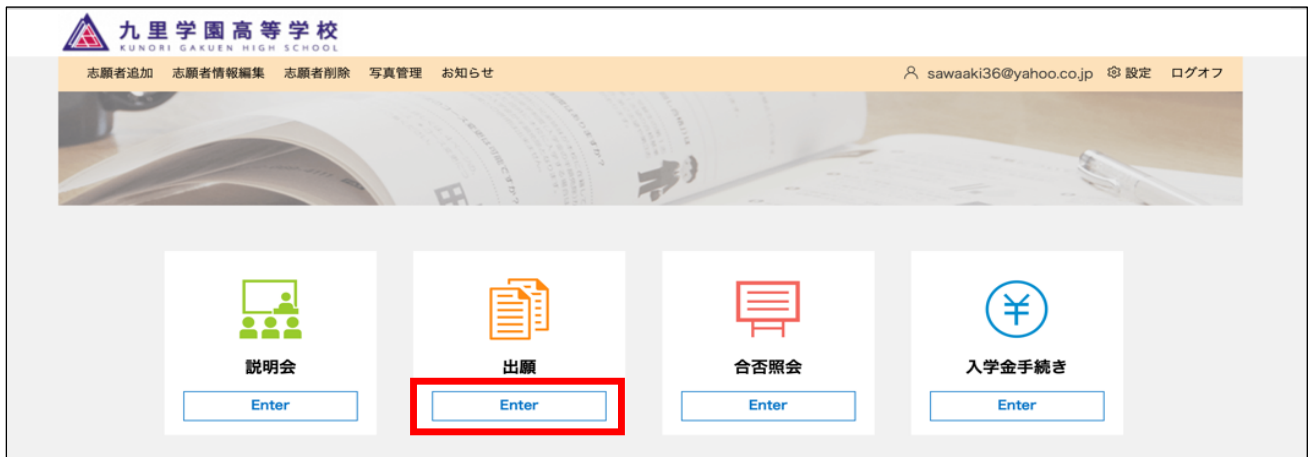 九里学園高等学校
KUNORI GAKUEN HIGH SCHOOL
志願者追加 志願者情報編集 志願者削除 写真管理 お知らせ sawaaki36@yahoo.co.jp 設定 ログオフ
説明会 出願 合否照会 入学金手続き
Enter Enter Enter Enter